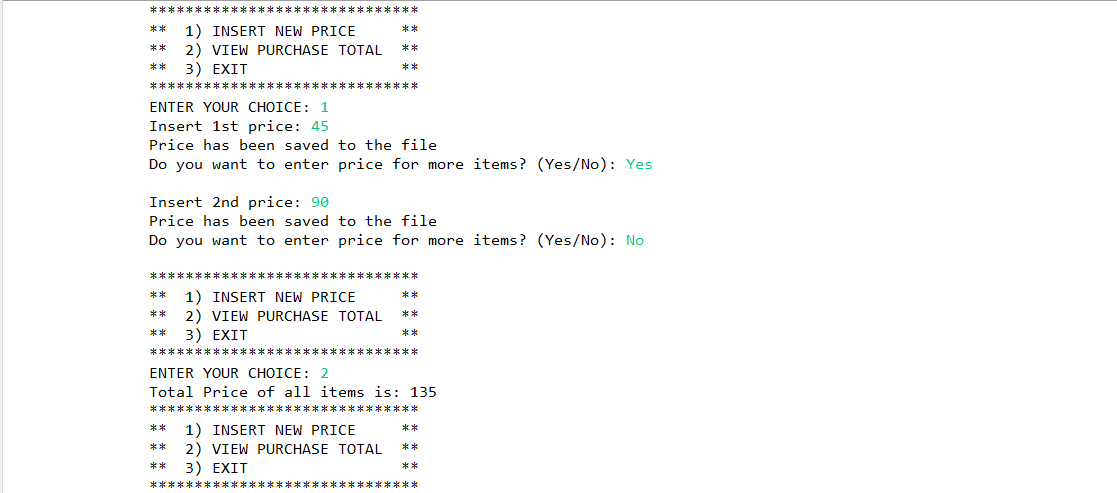 ******************************
**  1) INSERT NEW PRICE     **
**  2) VIEW PURCHASE TOTAL  **
**  3) EXIT                 **
******************************
ENTER YOUR CHOICE: 1
Insert 1st price: 45
Price has been saved to the file
Do you want to enter price for more items? (Yes/No): Yes

Insert 2nd price: 90
Price has been saved to the file
Do you want to enter price for more items? (Yes/No): No

******************************
**  1) INSERT NEW PRICE     **
**  2) VIEW PURCHASE TOTAL  **
**  3) EXIT                 **
******************************
ENTER YOUR CHOICE: 2
Total Price of all items is: 135
******************************
**  1) INSERT NEW PRICE     **
**  2) VIEW PURCHASE TOTAL  **
**  3) EXIT                 **
******************************